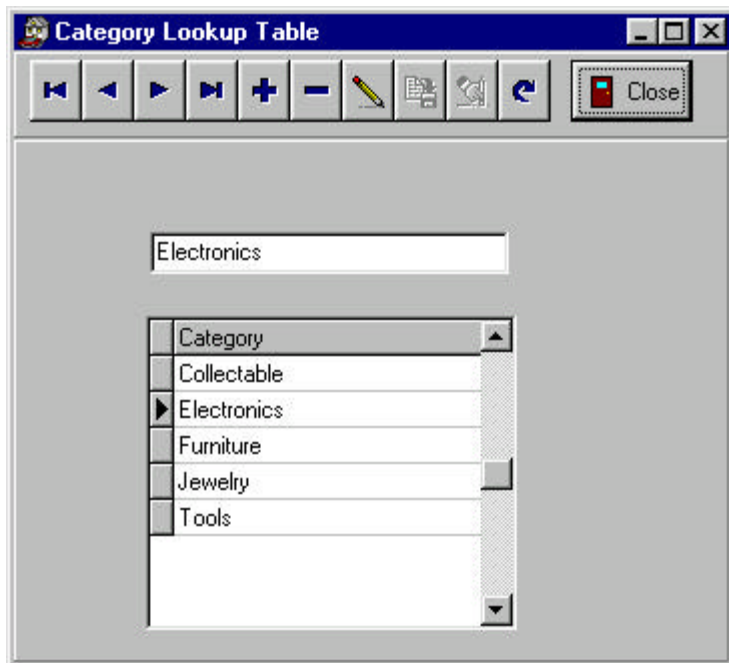 Category Lookup Table
Close
Electronics
Category
Collectable
Electronics
Furniture
Jewelry
Tools